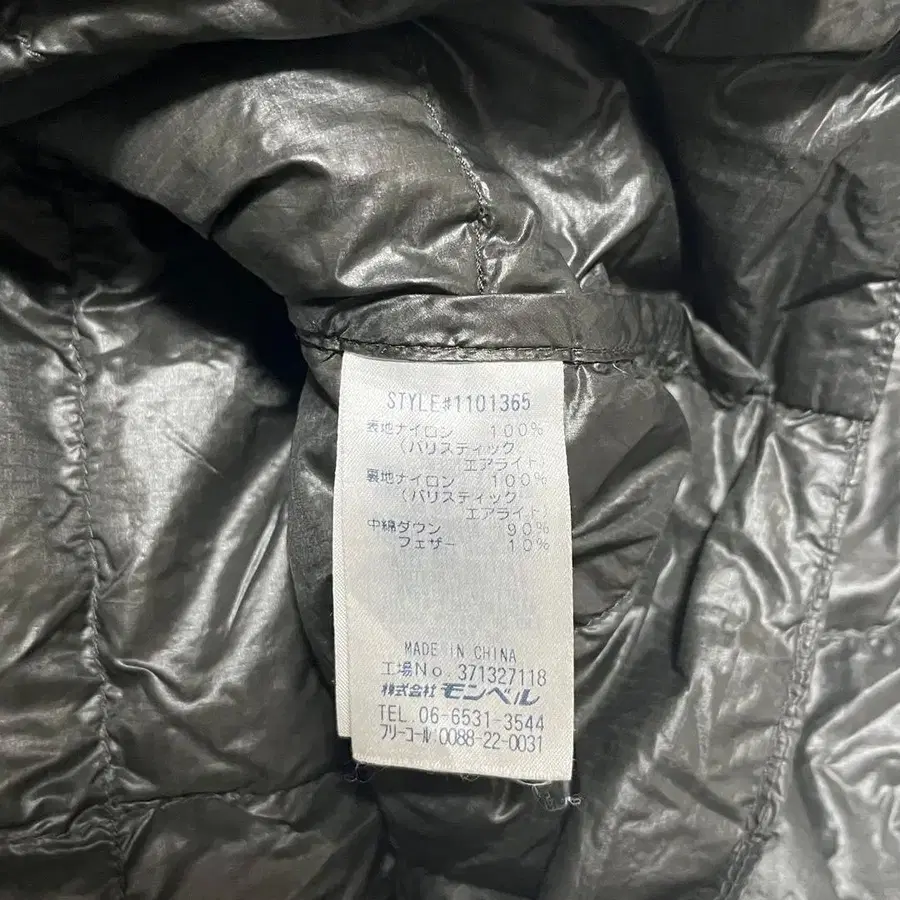 STYLE#1101365
表地ナイロン 100%
(バリスティック
エアライト)
裏地ナイロン 100%
(バリスティック
エアライト)
中綿ダウン 90%
フェザー 10%
MADE IN CHINA
工場No. 371327118
株式会社 モンベル
TEL.06-6531-3544
フリーコール:0088-22-0031